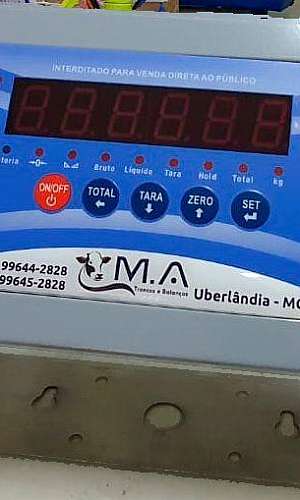 INTERDITADO PARA VENDA DIRETA AO PÚBLICO
teria Bruto Líquido Tara Hold Total kg
ON/OFF TOTAL TARA ZERO SET
99644-2828
99645-2828
M.A
Troncos e Balanças
Uberlândia - MG